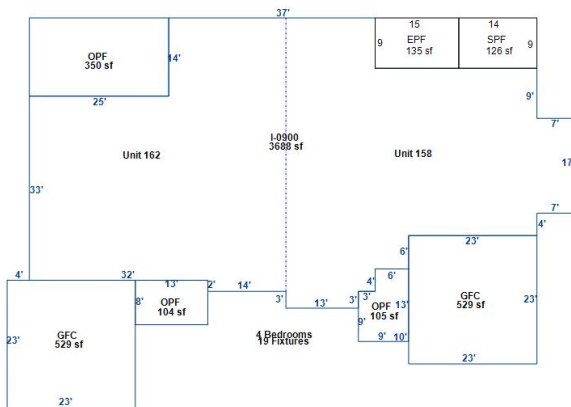 37'
15
14
OPF
350 sf
14'
9
EPF
135 sf
SPF
126 sf
9
25'
9'
7'
I-0900
3688 sf
Unit 162
Unit 158
17
33'
7'
4'
23'
6'
4'
32'
6'
13'
2'
14'
4'
3'
3'
13'
3'
8'
OPF
104 sf
OPF
105 sf
13'
GFC
529 sf
23'
9'
23'
GFC
529 sf
4 Bedrooms
19 Fixtures
9'
10'
23'
23'